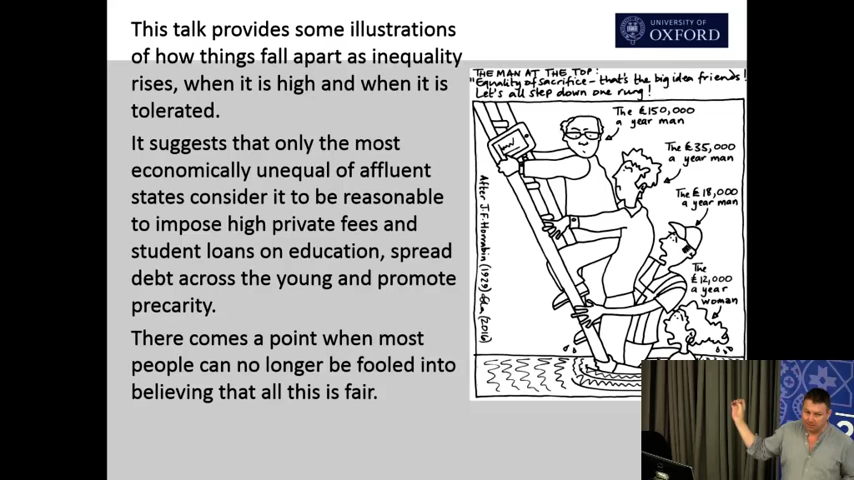 This talk provides some illustrations
of how things fall apart as inequality
rises, when it is high and when it is
tolerated.
It suggests that only the most
economically unequal of affluent
states consider it to be reasonable
to impose high private fees and
student loans on education, spread
debt across the young and promote
precarity.
There comes a point when most
people can no longer be fooled into
believing that all this is fair.
UNIVERSITY OF
OXFORD
THE MAN AT THE TOP:
"Equality of sacrifice - that's the big idea friends!
Let's all step down one rung!
The £150,000
a year man
The £35,000
a year man
The £18,000
a year man
The
£12,000
a year
woman
After J.F. Horrabin (1929)
(2016)
2